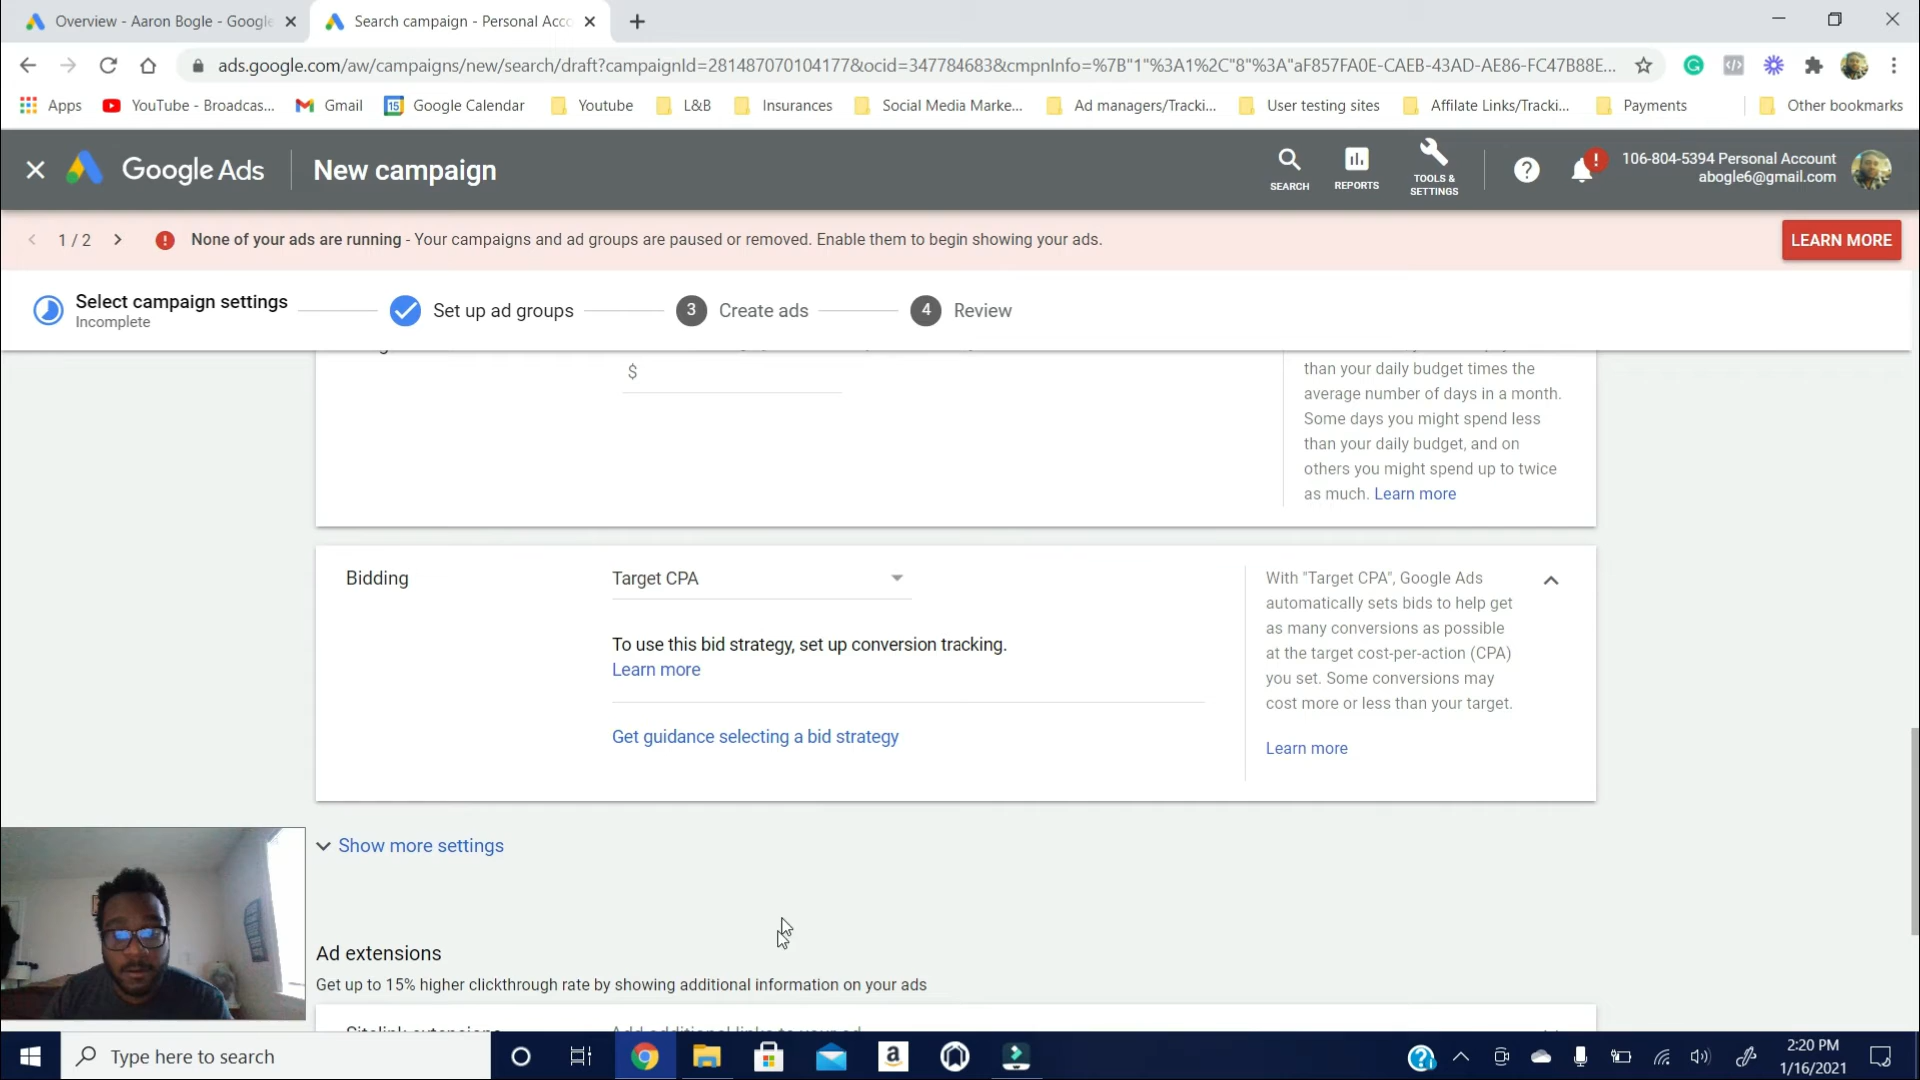 Overview - Aaron Bogle - Google
Search campaign - Personal Acco
ads.google.com/aw/campaigns/new/search/draft?campaignId=281487070104177&ocid=347784683&cmpnInfo=%7B"1"%3A1%2C"8"%3A"aF857FA0E-CAEB-43AD-AE86-FC47B88E...
Apps
YouTube - Broadcas...
Gmail
15
Google Calendar
Youtube
L&B
Insurances
Social Media Marke...
Ad managers/Tracki...
User testing sites
Affilate Links/Tracki...
Payments
Other bookmarks
Google Ads
New campaign
SEARCH
REPORTS
TOOLS &
SETTINGS
?
!
106-804-5394 Personal Account
abogle6@gmail.com
1 / 2
None of your ads are running - Your campaigns and ad groups are paused or removed. Enable them to begin showing your ads.
LEARN MORE
Select campaign settings
Incomplete
Set up ad groups
3
Create ads
4
Review
$
than your daily budget times the
average number of days in a month.
Some days you might spend less
than your daily budget, and on
others you might spend up to twice
as much. Learn more
Bidding
Target CPA
To use this bid strategy, set up conversion tracking.
Learn more
Get guidance selecting a bid strategy
With "Target CPA", Google Ads
automatically sets bids to help get
as many conversions as possible
at the target cost-per-action (CPA)
you set. Some conversions may
cost more or less than your target.
Learn more
Show more settings
Ad extensions
Get up to 15% higher clickthrough rate by showing additional information on your ads
Sitelink extensions
Add additional links to your ad
Type here to search
2:20 PM
1/16/2021